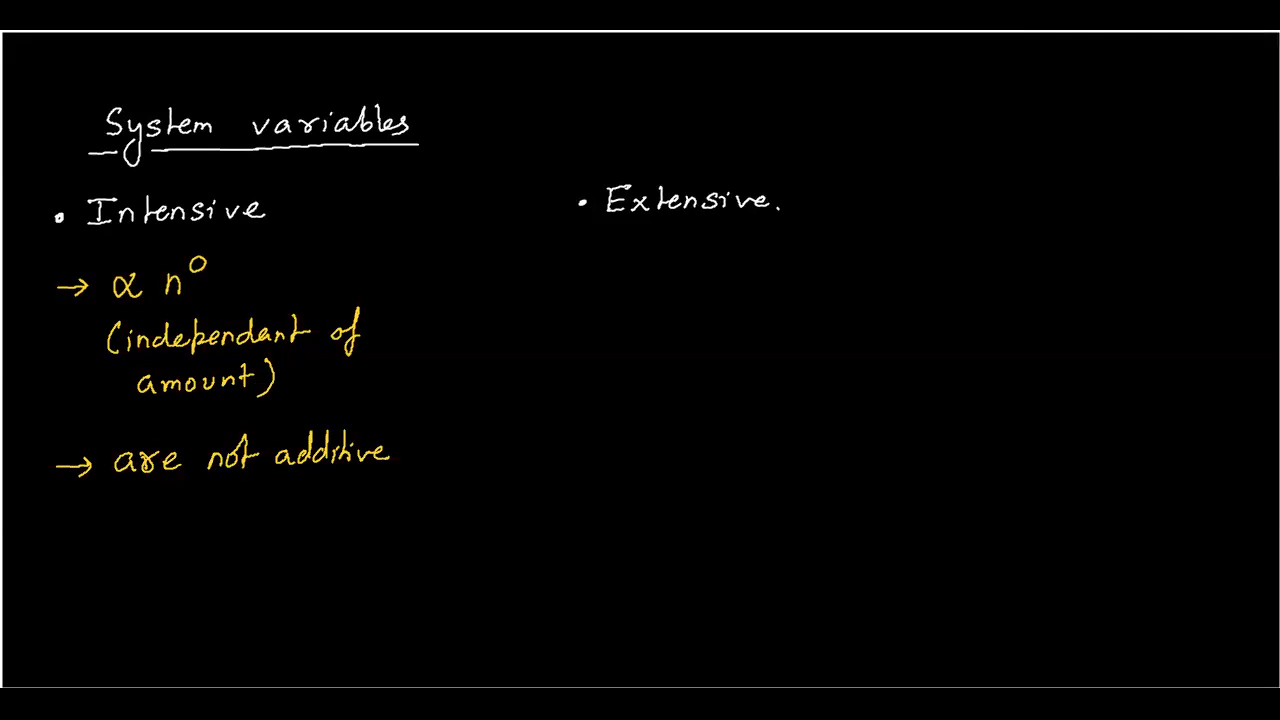 System variables
• Intensive
• Extensive.
→ ∝ n⁰
(independant of
amount)
→ are not additive